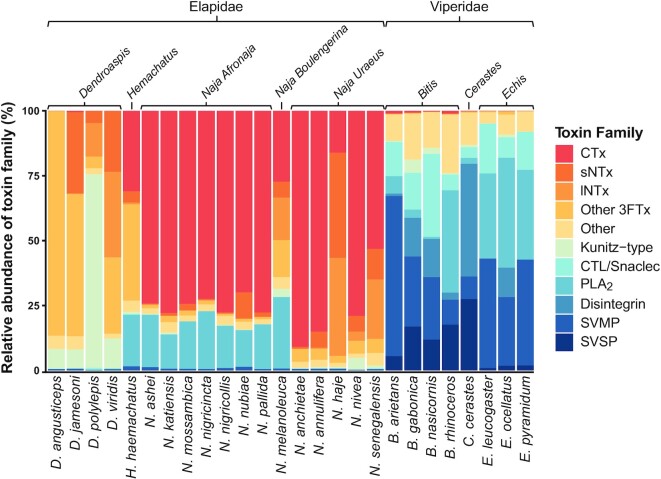 Elapidae
Viperidae
Dendroaspis
Hemachatus
Naja Afronaja
Naja Boulengerina
Naja Uraeus
Bitis
Cerastes
Echis
Relative abundance of toxin family (%)
100
75
50
25
0
D. angusticeps
D. jamesoni
D. polylepis
D. viridis
H. haemachatus
N. ashei
N. katiensis
N. mossambica
N. nigricincta
N. nigricollis
N. nubiae
N. pallida
N. melanoleuca
N. anchietae
N. annulifera
N. haje
N. nivea
N. senegalensis
B. arietans
B. gabonica
B. nasicornis
B. rhinoceros
C. cerastes
E. leucogaster
E. ocellatus
E. pyramidum
Toxin Family
CTx
sNTx
lNTx
Other 3FTx
Other
Kunitz-type
CTL/Snaclec
PLA₂
Disintegrin
SVMP
SVSP